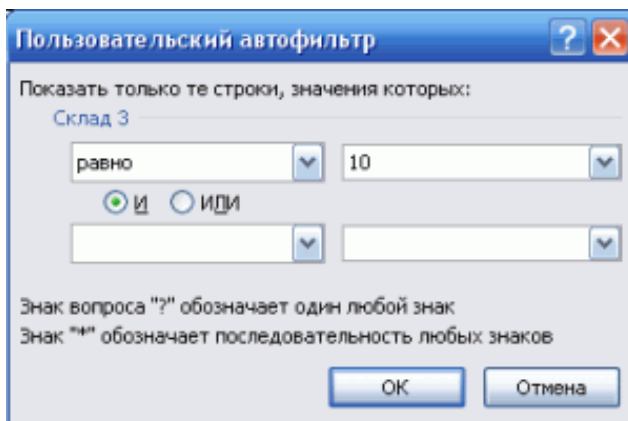 Пользовательский автофильтр
Показать только те строки, значения которых:
Склад 3
равно 10
И ИЛИ
Знак вопроса "?" обозначает один любой знак
Знак "*" обозначает последовательность любых знаков
ОК Отмена